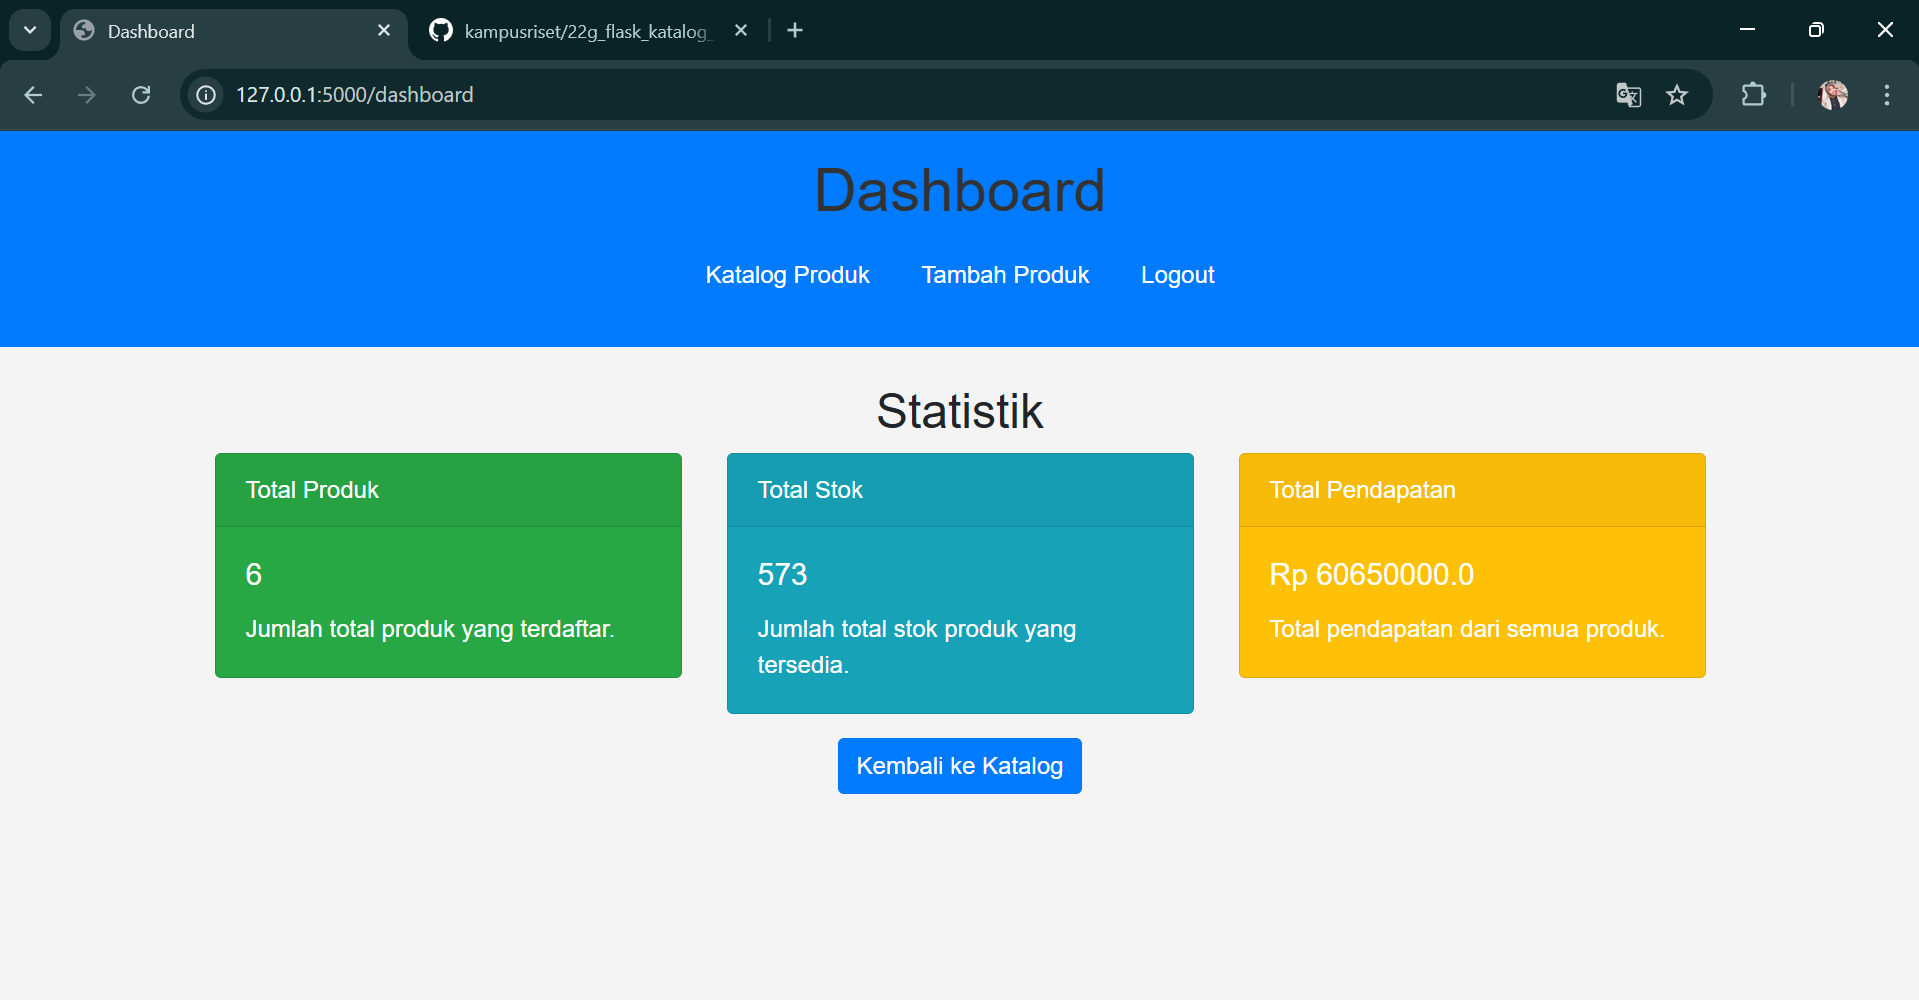 Dashboard
kampusriset/22g_flask_katalog_
127.0.0.1:5000/dashboard
Dashboard
Katalog Produk
Tambah Produk
Logout
Statistik
Total Produk
6
Jumlah total produk yang terdaftar.
Total Stok
573
Jumlah total stok produk yang
tersedia.
Total Pendapatan
Rp 60650000.0
Total pendapatan dari semua produk.
Kembali ke Katalog